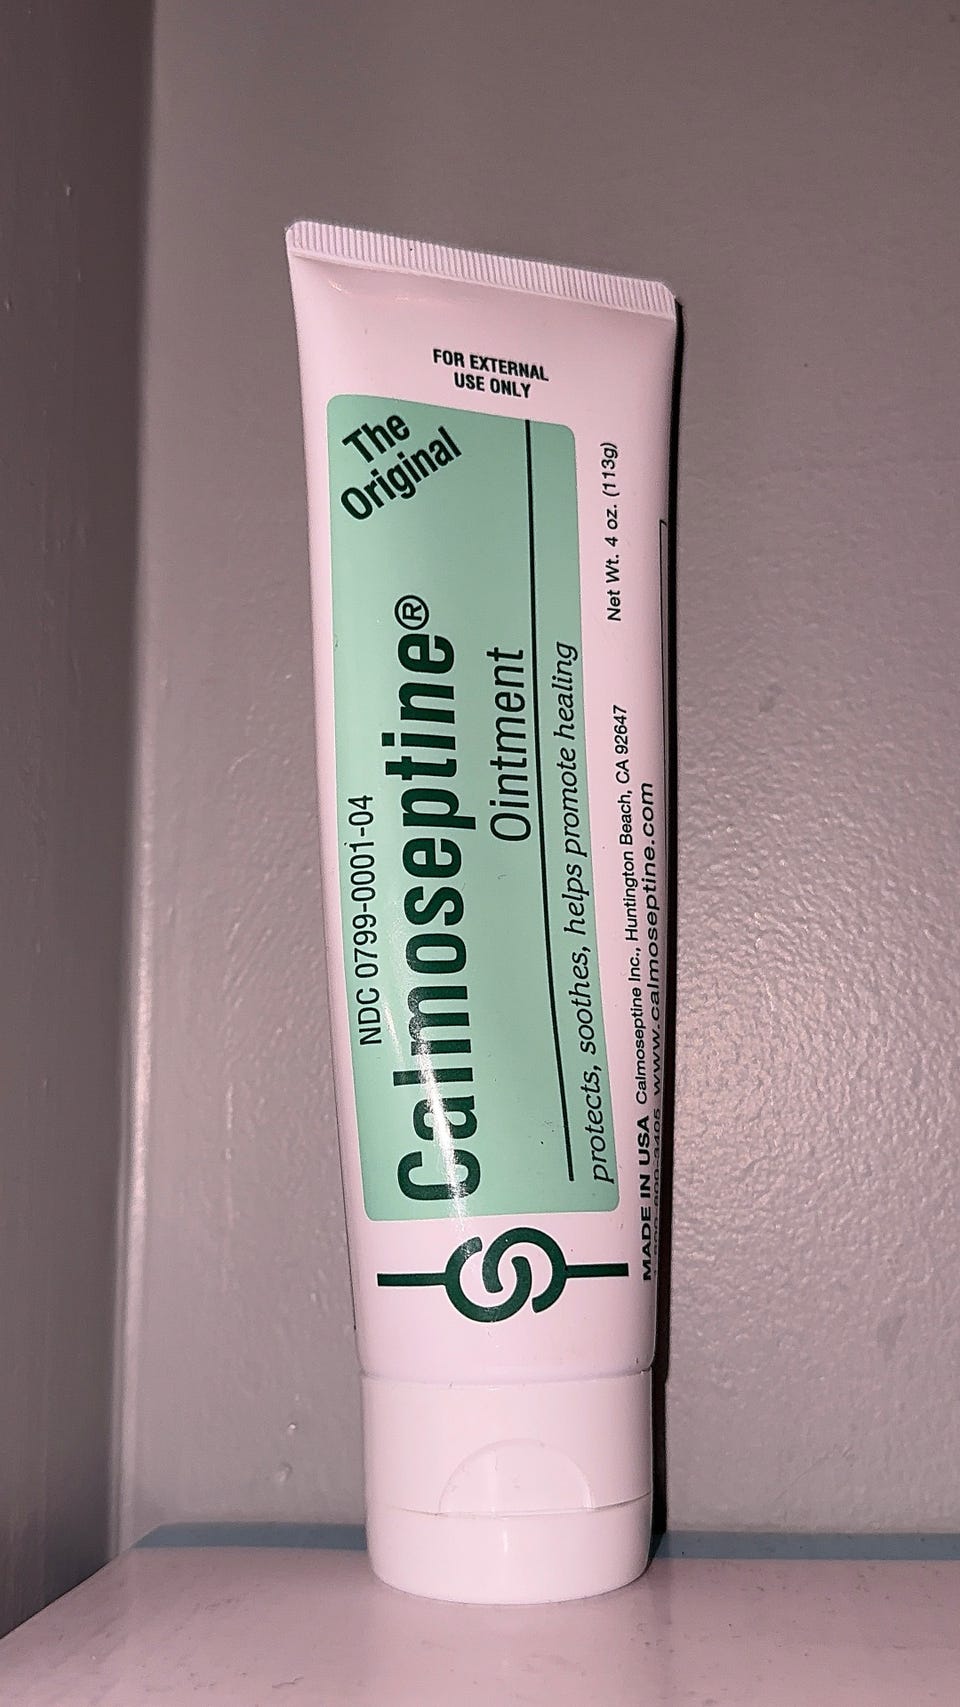 FOR EXTERNAL
USE ONLY
The
Original
NDC 0799-0001-04
Calmoseptine®
Ointment
protects, soothes, helps promote healing
Net Wt. 4 oz. (113g)
MADE IN USA Calmoseptine Inc., Huntington Beach, CA 92647
www.calmoseptine.com